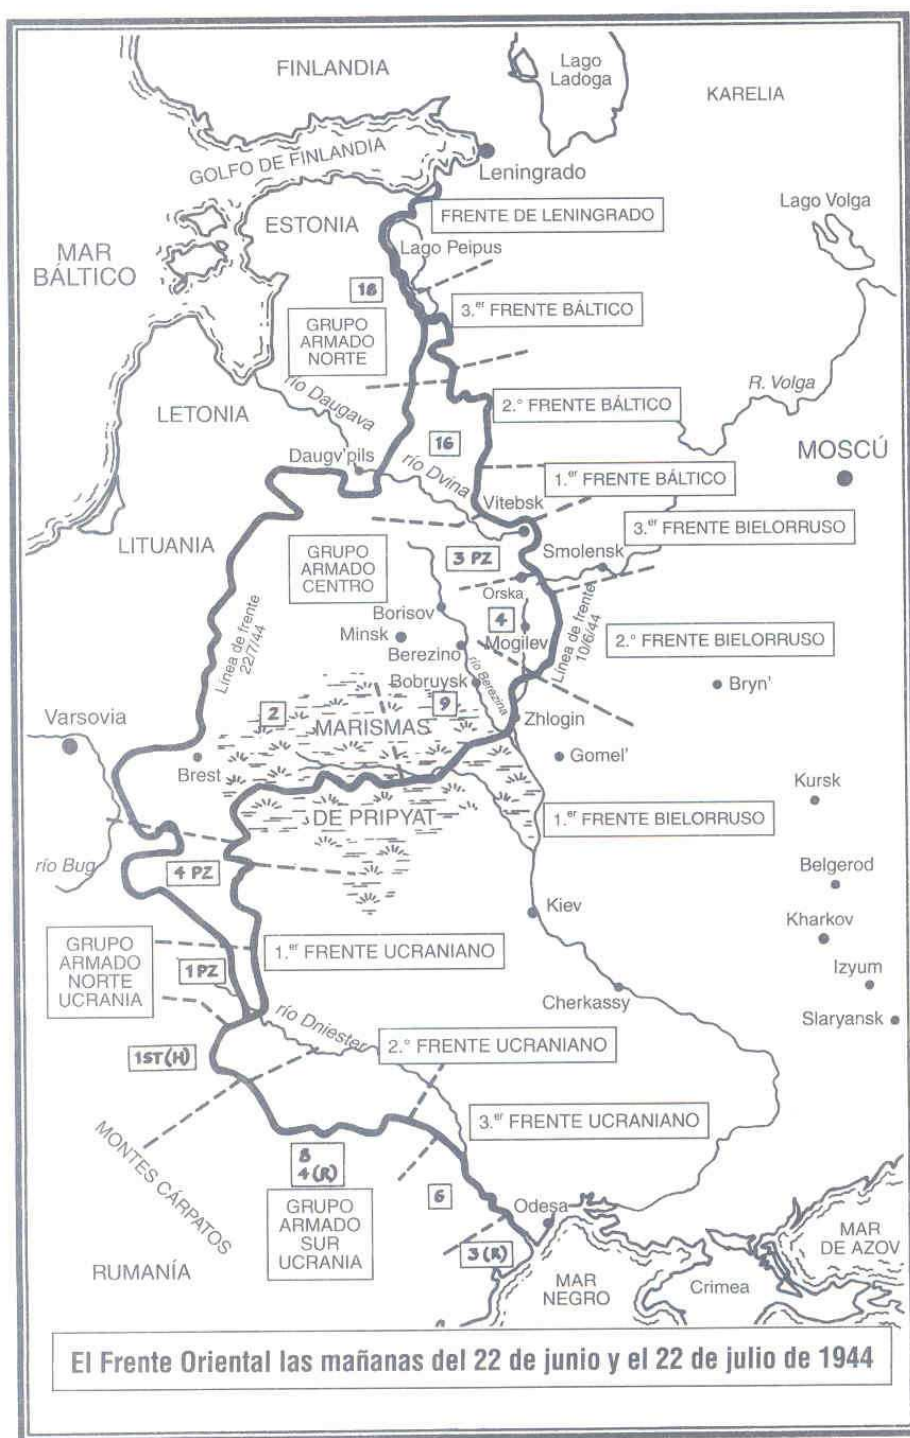 FINLANDIA
Lago
Ladoga
KARELIA
GOLFO DE FINLANDIA
Leningrado
Lago Volga
ESTONIA
FRENTE DE LENINGRADO
Lago Peipus
MAR
BÁLTICO
18
3.er FRENTE BÁLTICO
GRUPO
ARMADO
NORTE
río Daugava
R. Volga
LETONIA
2.º FRENTE BÁLTICO
16
MOSCÚ
Daugv'pils
río Dvina
1.er FRENTE BÁLTICO
Vitebsk
3.er FRENTE BIELORRUSO
LITUANIA
GRUPO
ARMADO
CENTRO
3 PZ
Smolensk
Orska
Línea de frente
22/7/44
Borisov
4
Línea de frente
10/6/44
Minsk
Mogilev
2.º FRENTE BIELORRUSO
Berezino
río Berezina
Bobruysk
Bryn'
9
2
Varsovia
MARISMAS
Zhlogin
Brest
Gomel'
Kursk
DE PRIPYAT
1.er FRENTE BIELORRUSO
río Bug
4 PZ
Belgerod
Kiev
Kharkov
GRUPO
ARMADO
NORTE
UCRANIA
1.er FRENTE UCRANIANO
1 PZ
Izyum
Cherkassy
Slaryansk
río Dniester
1ST (H)
2.º FRENTE UCRANIANO
MONTES CÁRPATOS
3.er FRENTE UCRANIANO
8
4 (R)
6
GRUPO
ARMADO
SUR
UCRANIA
Odesa
3 (R)
MAR
DE AZOV
RUMANÍA
MAR
NEGRO
Crimea
El Frente Oriental las mañanas del 22 de junio y el 22 de julio de 1944